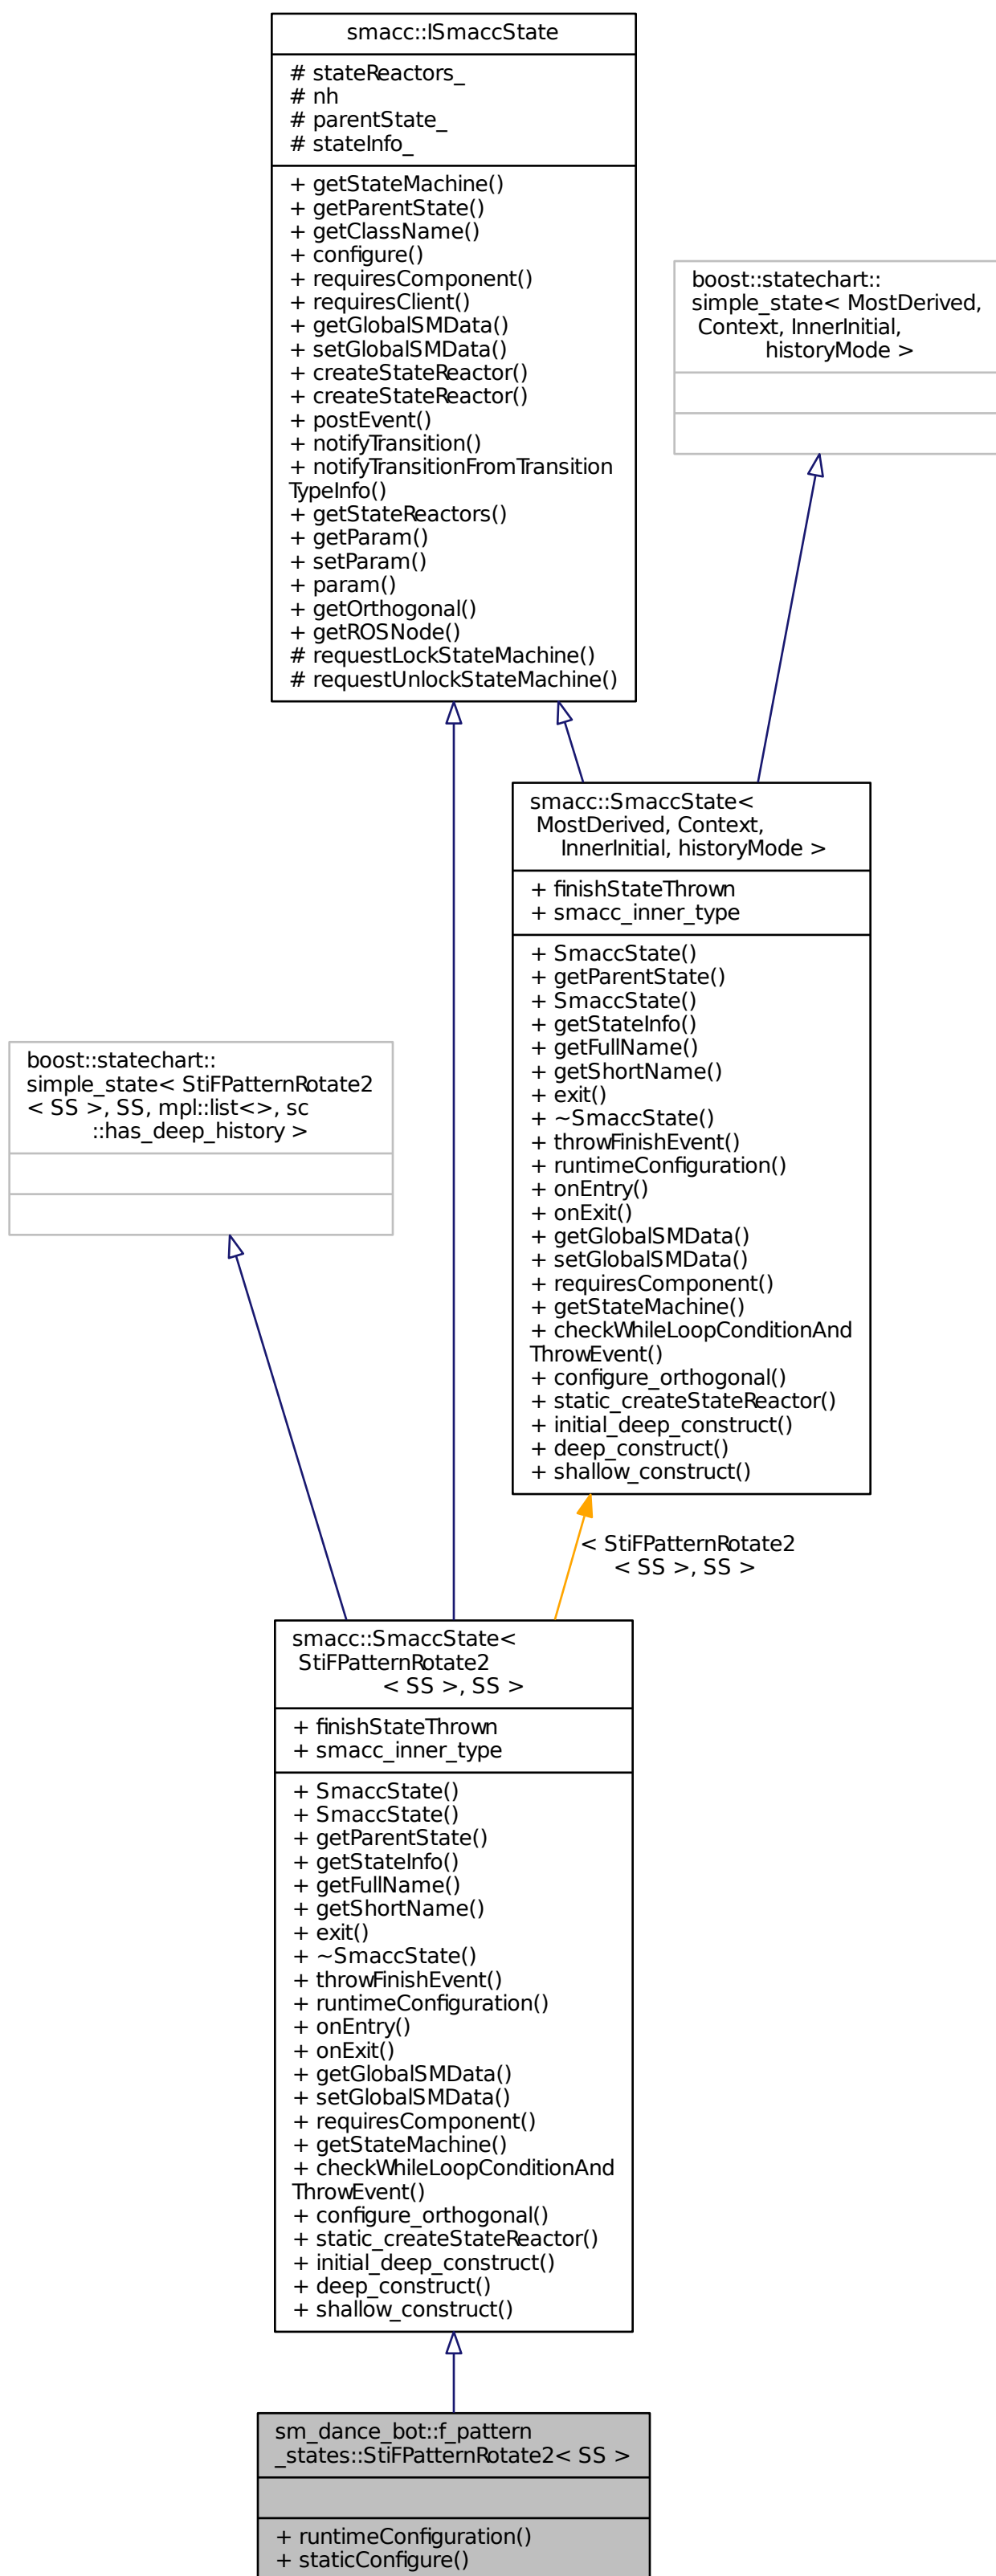 smacc::ISmaccState
# stateReactors_
# nh
# parentState_
# stateInfo_
+ getStateMachine()
+ getParentState()
+ getClassName()
+ configure()
+ requiresComponent()
+ requiresClient()
+ getGlobalSMData()
+ setGlobalSMData()
+ createStateReactor()
+ createStateReactor()
+ postEvent()
+ notifyTransition()
+ notifyTransitionFromTransition
TypeInfo()
+ getStateReactors()
+ getParam()
+ setParam()
+ param()
+ getOrthogonal()
+ getROSNode()
# requestLockStateMachine()
# requestUnlockStateMachine()
boost::statechart::
simple_state< MostDerived,
Context, InnerInitial,
historyMode >
smacc::SmaccState<
MostDerived, Context,
InnerInitial, historyMode >
+ finishStateThrown
+ smacc_inner_type
+ SmaccState()
+ getParentState()
+ SmaccState()
+ getStateInfo()
+ getFullName()
+ getShortName()
+ exit()
+ ~SmaccState()
+ throwFinishEvent()
+ runtimeConfiguration()
+ onEntry()
+ onExit()
+ getGlobalSMData()
+ setGlobalSMData()
+ requiresComponent()
+ getStateMachine()
+ checkWhileLoopConditionAnd
ThrowEvent()
+ configure_orthogonal()
+ static_createStateReactor()
+ initial_deep_construct()
+ deep_construct()
+ shallow_construct()
boost::statechart::
simple_state< StiFPatternRotate2
< SS >, SS, mpl::list<>, sc
::has_deep_history >
< StiFPatternRotate2
< SS >, SS >
smacc::SmaccState<
StiFPatternRotate2
< SS >, SS >
+ finishStateThrown
+ smacc_inner_type
+ SmaccState()
+ SmaccState()
+ getParentState()
+ getStateInfo()
+ getFullName()
+ getShortName()
+ exit()
+ ~SmaccState()
+ throwFinishEvent()
+ runtimeConfiguration()
+ onEntry()
+ onExit()
+ getGlobalSMData()
+ setGlobalSMData()
+ requiresComponent()
+ getStateMachine()
+ checkWhileLoopConditionAnd
ThrowEvent()
+ configure_orthogonal()
+ static_createStateReactor()
+ initial_deep_construct()
+ deep_construct()
+ shallow_construct()
sm_dance_bot::f_pattern
_states::StiFPatternRotate2< SS >
+ runtimeConfiguration()
+ staticConfigure()